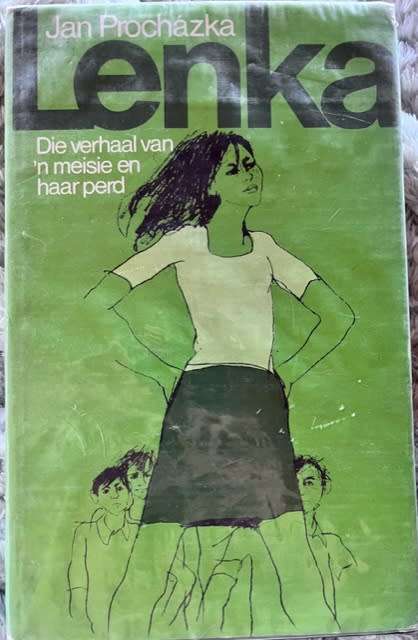 Jan Procházka
Lenka
Die verhaal van
'n meisie en
haar perd